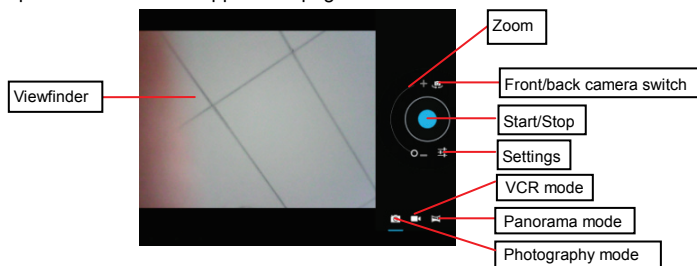 Zoom
Front/back camera switch
Viewfinder
Start/Stop
Settings
VCR mode
Panorama mode
Photography mode